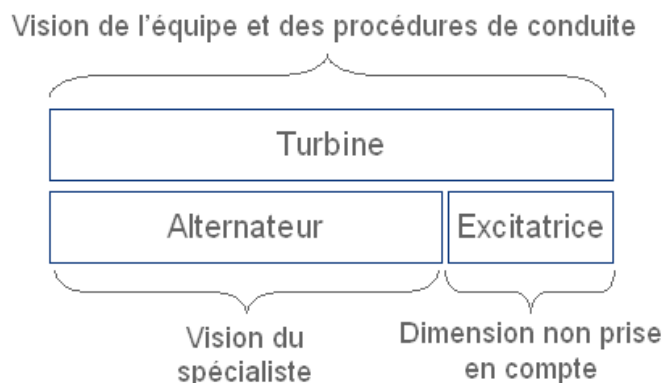 Vision de l'équipe et des procédures de conduite
Turbine
Alternateur
Excitatrice
Vision du
spécialiste
Dimension non prise
en compte